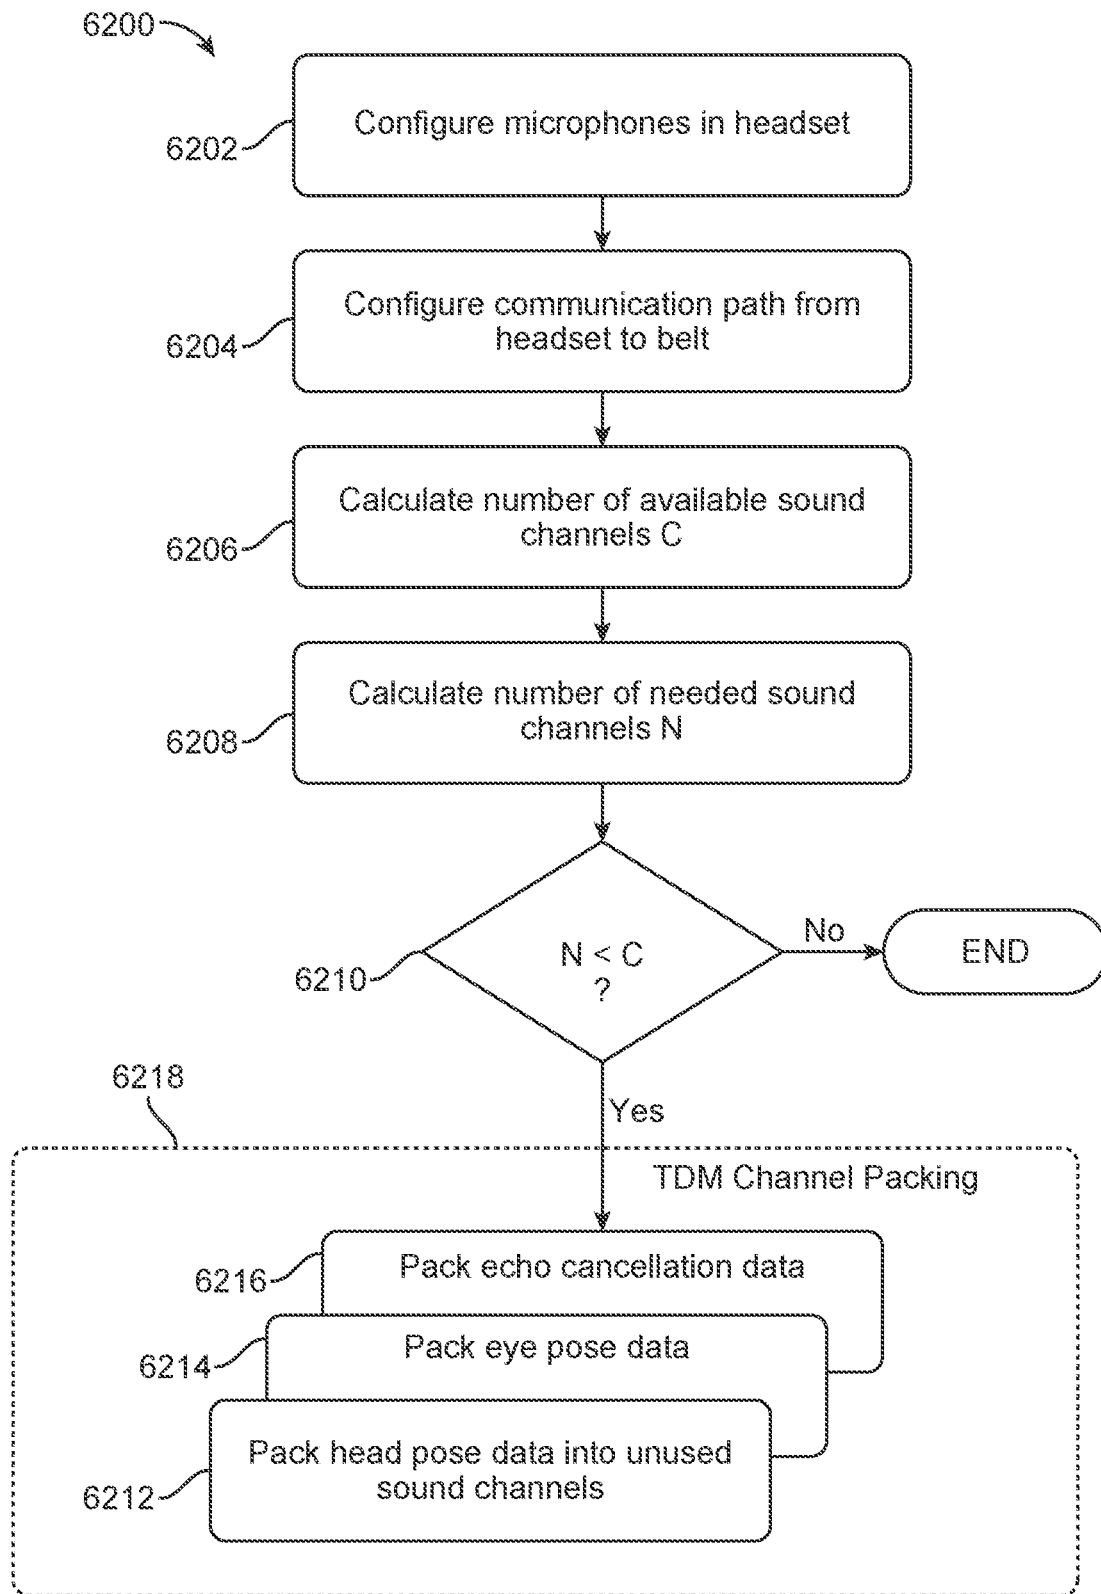 6200
Configure microphones in headset
6202
Configure communication path from
headset to belt
6204
Calculate number of available sound
channels C
6206
Calculate number of needed sound
channels N
6208
N < C
?
6210
No
END
6218
Yes
TDM Channel Packing
Pack echo cancellation data
6216
Pack eye pose data
6214
Pack head pose data into unused
sound channels
6212